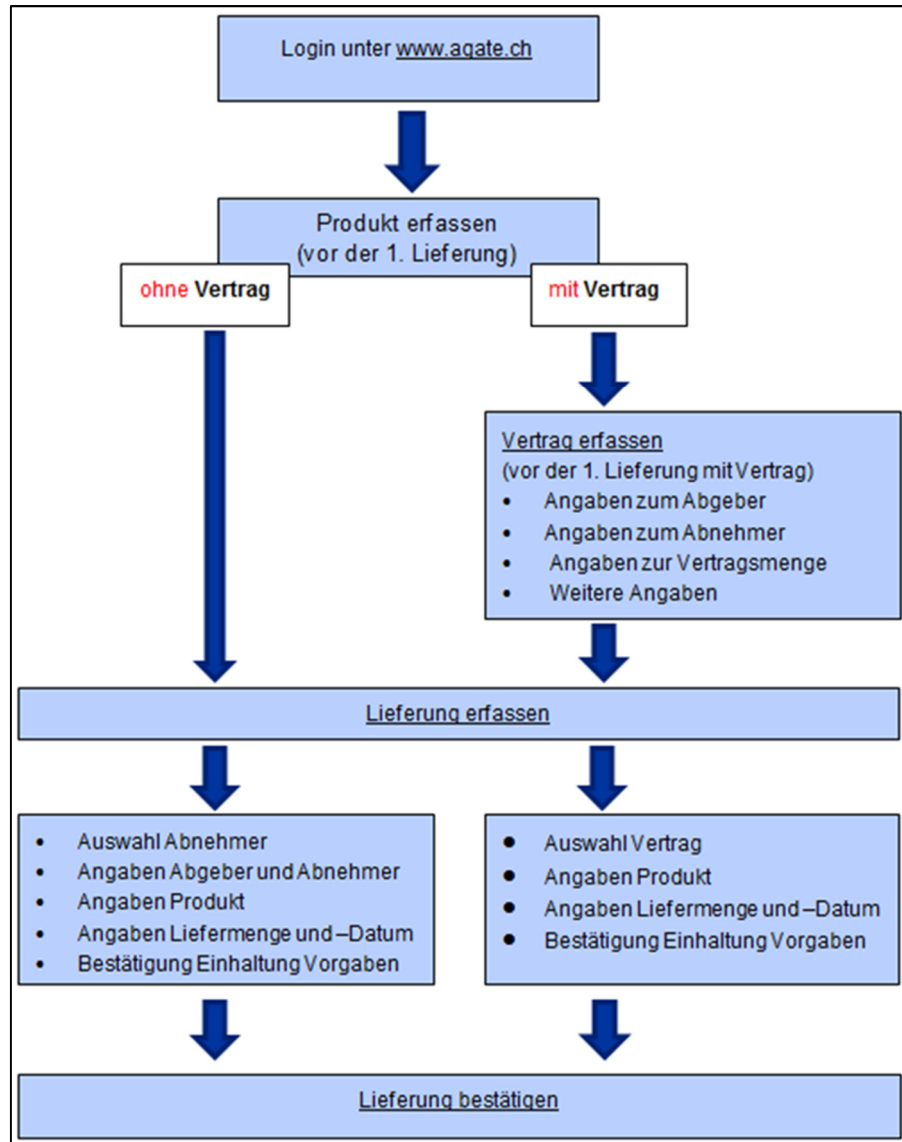 Login unter www.agate.ch
Produkt erfassen
(vor der 1. Lieferung)
ohne Vertrag
mit Vertrag
Vertrag erfassen
(vor der 1. Lieferung mit Vertrag)
• Angaben zum Abgeber
• Angaben zum Abnehmer
• Angaben zur Vertragsmenge
• Weitere Angaben
Lieferung erfassen
• Auswahl Abnehmer
• Angaben Abgeber und Abnehmer
• Angaben Produkt
• Angaben Liefermenge und –Datum
• Bestätigung Einhaltung Vorgaben
• Auswahl Vertrag
• Angaben Produkt
• Angaben Liefermenge und –Datum
• Bestätigung Einhaltung Vorgaben
Lieferung bestätigen